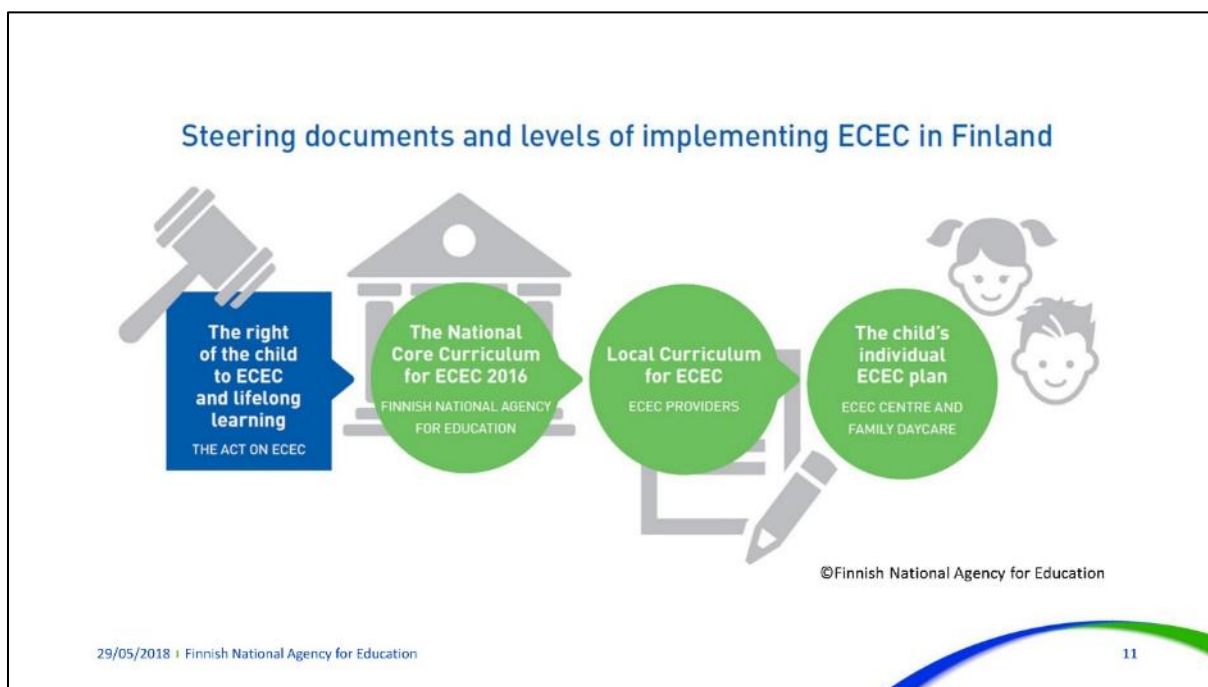 Steering documents and levels of implementing ECEC in Finland
The right
of the child
to ECEC
and lifelong
learning
THE ACT ON ECEC
The National
Core Curriculum
for ECEC 2016
FINNISH NATIONAL AGENCY
FOR EDUCATION
Local Curriculum
for ECEC
ECEC PROVIDERS
The child's
individual
ECEC plan
ECEC CENTRE AND
FAMILY DAYCARE
©Finnish National Agency for Education
29/05/2018 I Finnish National Agency for Education
11